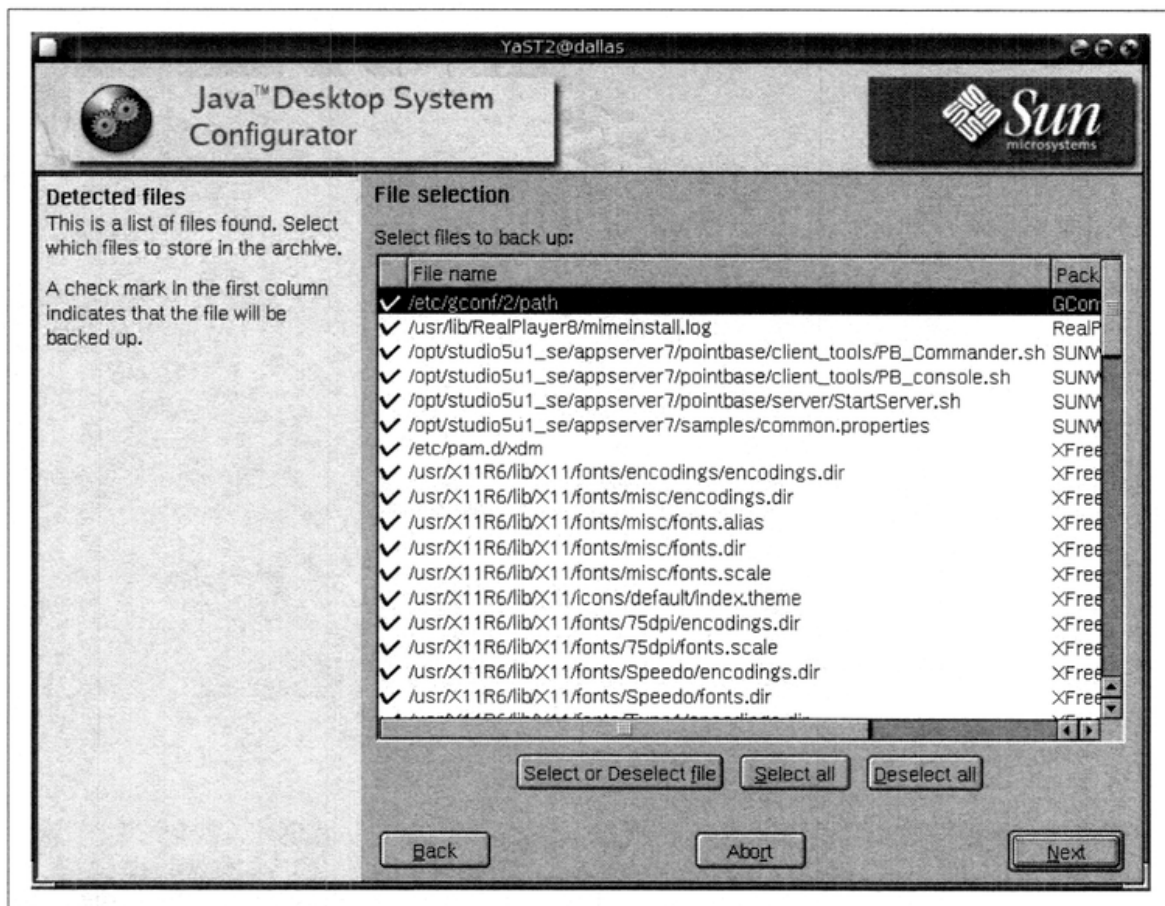 YaST2@dallas
Java™ Desktop System
Configurator
Sun
microsystems
Detected files
This is a list of files found. Select
which files to store in the archive.
A check mark in the first column
indicates that the file will be
backed up.
File selection
Select files to back up:
File name Pack
/etc/gconf/2/path GCon
/usr/lib/RealPlayer8/mimeinstall.log RealP
/opt/studio5u1_se/appserver7/pointbase/client_tools/PB_Commander.sh SUNW
/opt/studio5u1_se/appserver7/pointbase/client_tools/PB_console.sh SUNW
/opt/studio5u1_se/appserver7/pointbase/server/StartServer.sh SUNW
/opt/studio5u1_se/appserver7/samples/common.properties SUNW
/etc/pam.d/xdm XFree
/usr/X11R6/lib/X11/fonts/encodings/encodings.dir XFree
/usr/X11R6/lib/X11/fonts/misc/encodings.dir XFree
/usr/X11R6/lib/X11/fonts/misc/fonts.alias XFree
/usr/X11R6/lib/X11/fonts/misc/fonts.dir XFree
/usr/X11R6/lib/X11/fonts/misc/fonts.scale XFree
/usr/X11R6/lib/X11/icons/default/index.theme XFree
/usr/X11R6/lib/X11/fonts/75dpi/encodings.dir XFree
/usr/X11R6/lib/X11/fonts/75dpi/fonts.scale XFree
/usr/X11R6/lib/X11/fonts/Speedo/encodings.dir XFree
/usr/X11R6/lib/X11/fonts/Speedo/fonts.dir XFree
Select or Deselect file Select all Deselect all
Back Abort Next